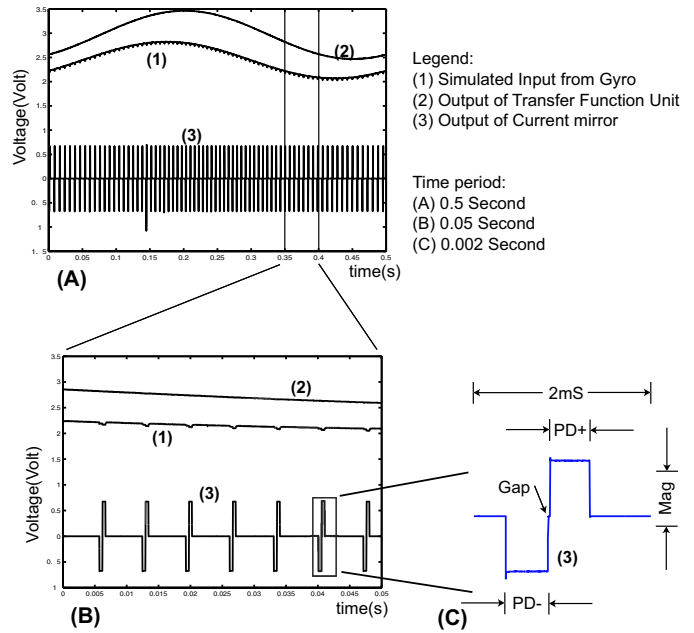 3.5
3
2.5
2
1.5
1
0.5
0
0. 5
1
1. 5
Voltage(Volt)
(1)
(2)
(3)
0
0.05
0.1
0.15
0.2
0.25
0.3
0.35
0.4
0.45
0.5
time(s)
(A)
Legend:
(1) Simulated Input from Gyro
(2) Output of Transfer Function Unit
(3) Output of Current mirror
Time period:
(A) 0.5 Second
(B) 0.05 Second
(C) 0.002 Second
3.5
3
2.5
2
1.5
1
0.5
0
0. 5
1
Voltage(Volt)
(2)
(1)
(3)
0
0.005
0.01
0.015
0.02
0.025
0.03
0.035
0.04
0.045
0.05
time(s)
(B)
2mS
PD+
Gap
Mag
(3)
PD-
(C)